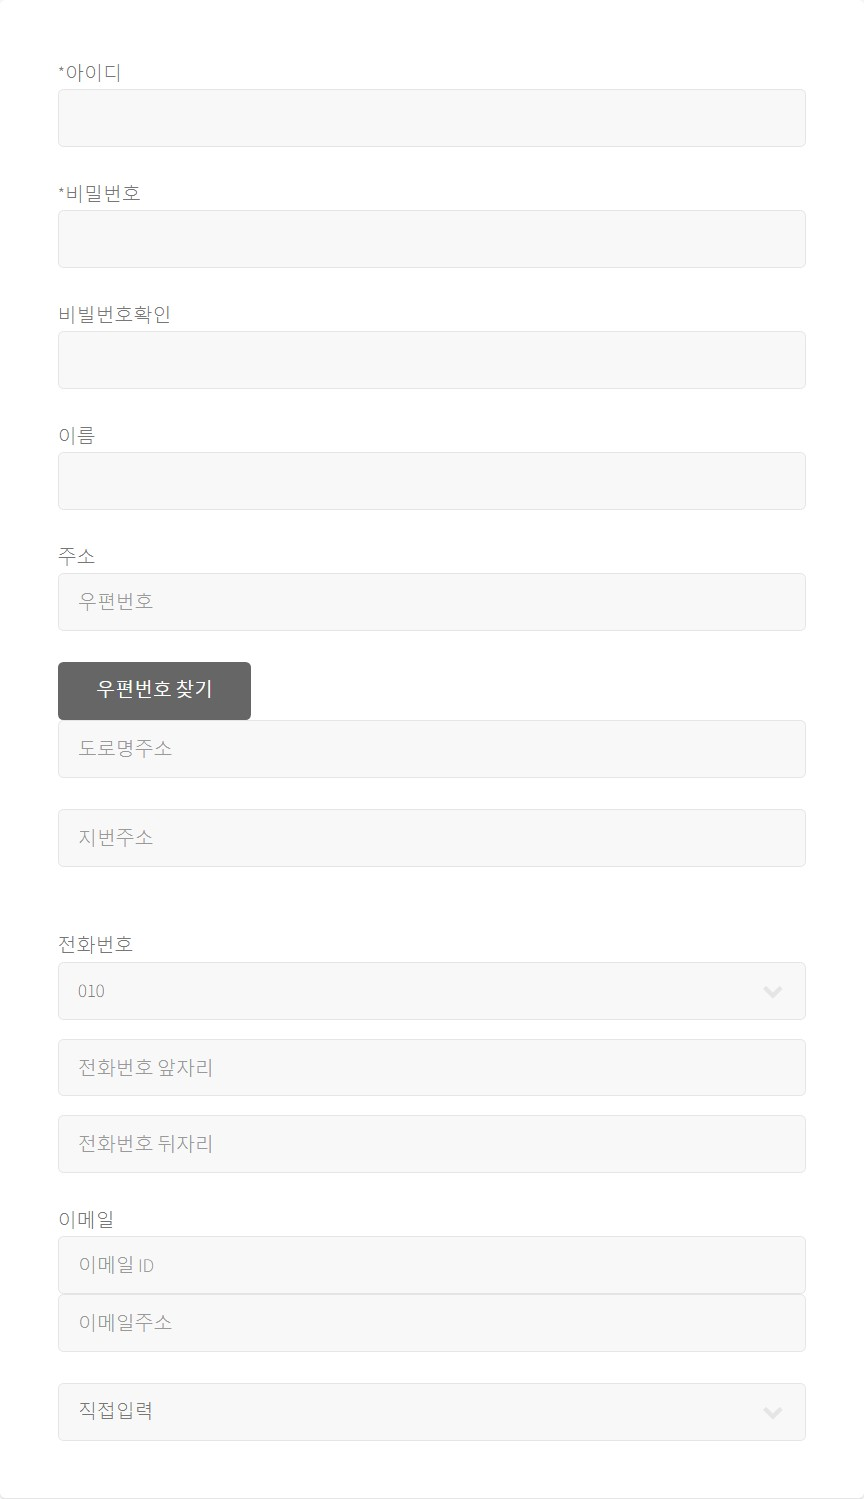 *아이디
*비밀번호
비빌번호확인
이름
주소
우편번호
우편번호 찾기
도로명주소
지번주소
전화번호
010
전화번호 앞자리
전화번호 뒤자리
이메일
이메일 ID
이메일주소
직접입력